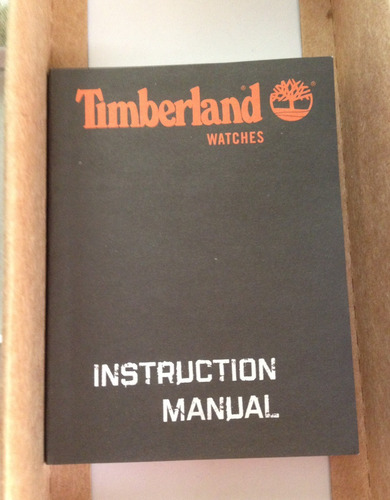 Timberland®
WATCHES
INSTRUCTION
MANUAL